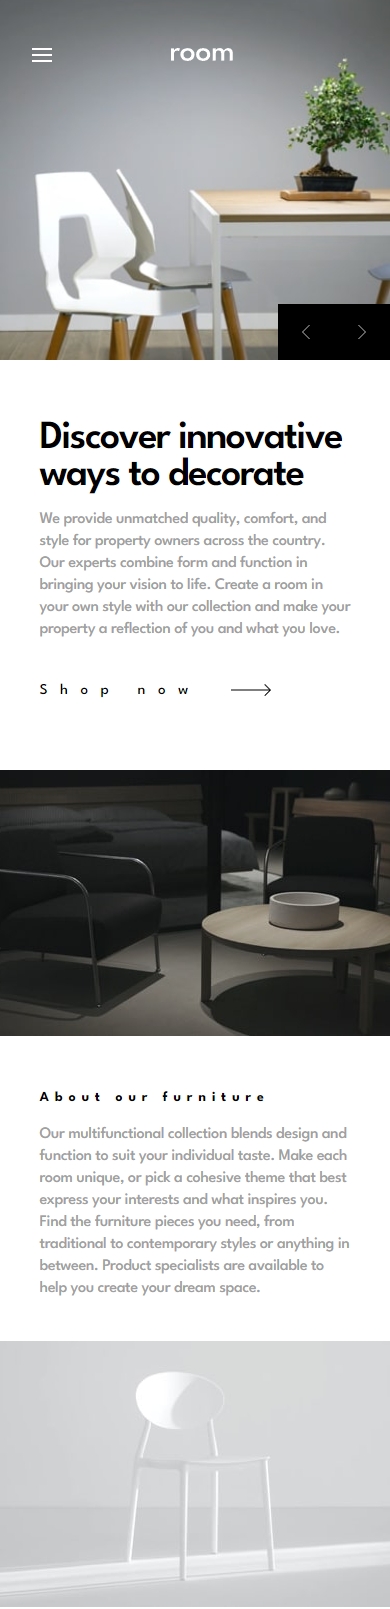 room
Discover innovative
ways to decorate
We provide unmatched quality, comfort, and
style for property owners across the country.
Our experts combine form and function in
bringing your vision to life. Create a room in
your own style with our collection and make your
property a reflection of you and what you love.
Shop now
About our furniture
Our multifunctional collection blends design and
function to suit your individual taste. Make each
room unique, or pick a cohesive theme that best
express your interests and what inspires you.
Find the furniture pieces you need, from
traditional to contemporary styles or anything in
between. Product specialists are available to
help you create your dream space.